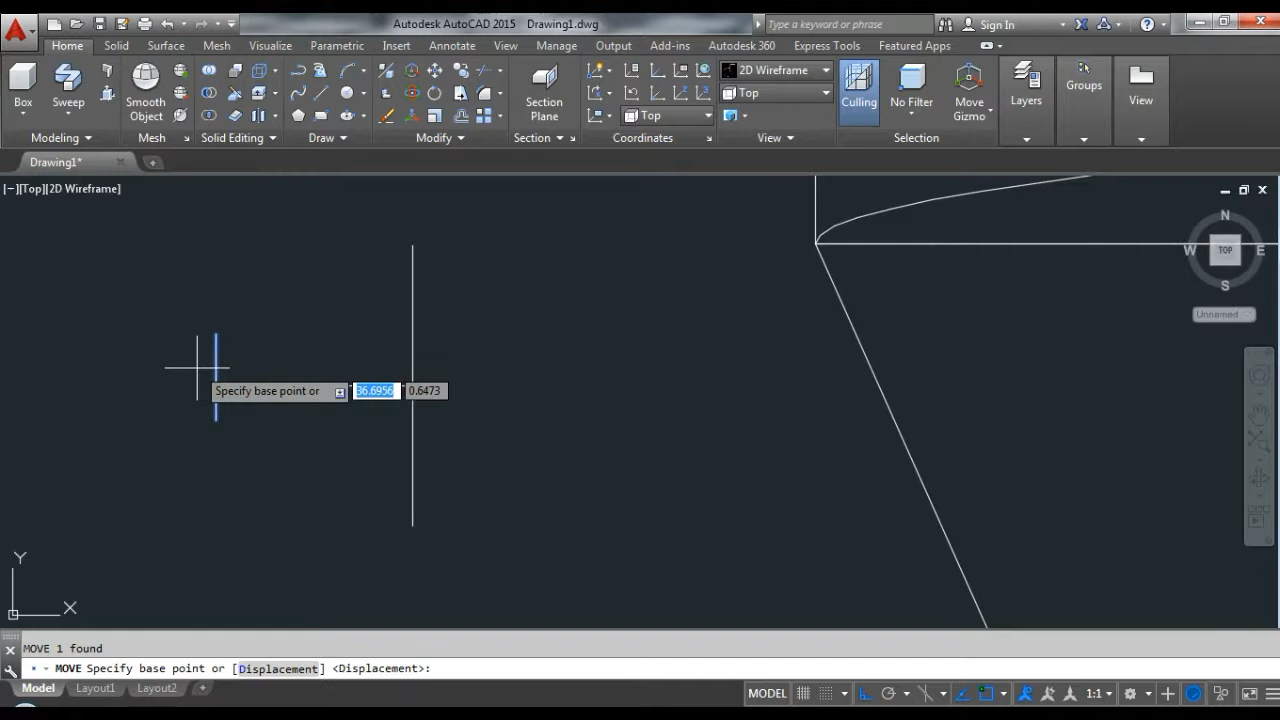 Autodesk AutoCAD 2015 Drawing1.dwg
Type a keyword or phrase
Sign In
Home Solid Surface Mesh Visualize Parametric Insert Annotate View Manage Output Add-ins Autodesk 360 Express Tools Featured Apps
2D Wireframe
Top
Top
Box
Sweep
Smooth Object
Section Plane
Culling
No Filter
Move Gizmo
Layers
Groups
View
Modeling Mesh Solid Editing Draw Modify Section Coordinates View Selection
Drawing1*
[−][Top][2D Wireframe]
N
W TOP E
S
Unnamed
Specify base point or 36.6956 0.6473
Y
X
MOVE 1 found
MOVE Specify base point or [Displacement] <Displacement>:
Model Layout1 Layout2
MODEL 1:1